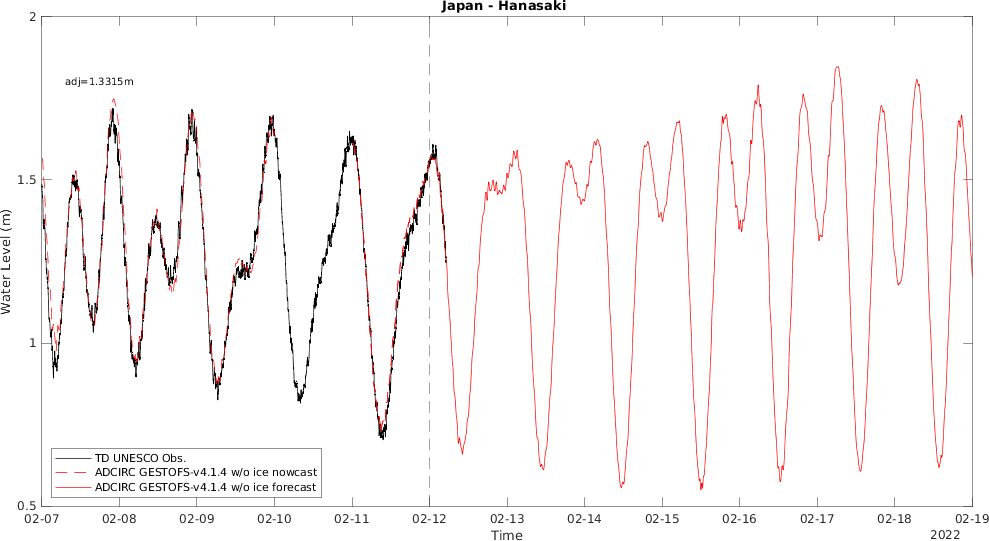 Japan - Hanasaki
adj=1.3315m
Water Level (m)
2
1.5
1
0.5
TD UNESCO Obs.
ADCIRC GESTOFS-v4.1.4 w/o ice nowcast
ADCIRC GESTOFS-v4.1.4 w/o ice forecast
02-07 02-08 02-09 02-10 02-11 02-12 02-13 02-14 02-15 02-16 02-17 02-18 02-19
Time
2022